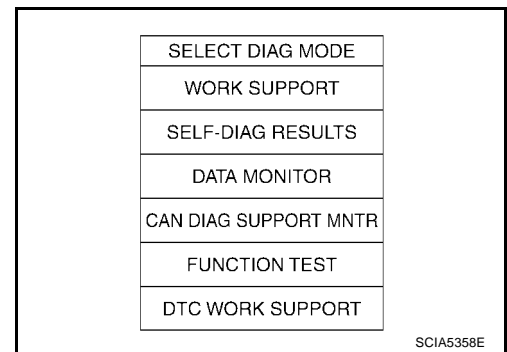 SELECT DIAG MODE
WORK SUPPORT
SELF-DIAG RESULTS
DATA MONITOR
CAN DIAG SUPPORT MNTR
FUNCTION TEST
DTC WORK SUPPORT
SCIA5358E